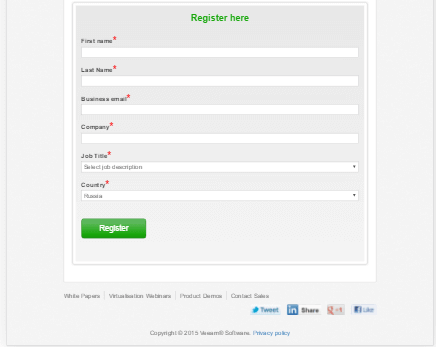 Register here
First name*
Last Name*
Business email*
Company*
Job Title*
Select job description
Country*
Russia
Register
White Papers Virtualisation Webinars Product Demos Contact Sales
Tweet Share +1 Like
Copyright © 2015 Veeam® Software. Privacy policy